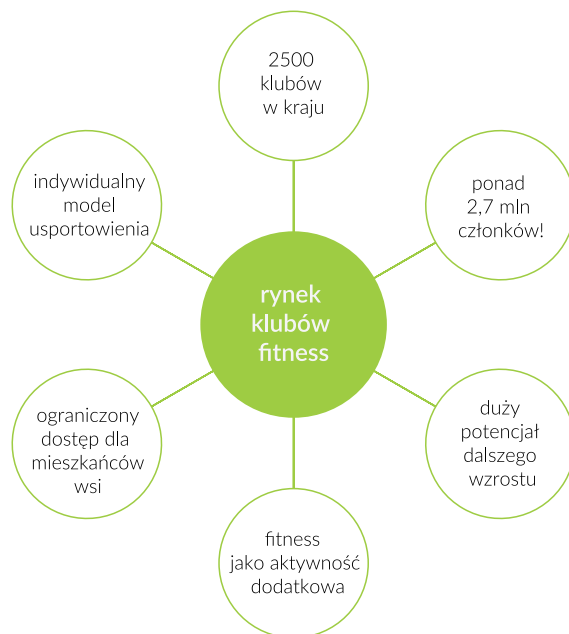 2500
klubów
w kraju
indywidualny
model
usportowienia
ponad
2,7 mln
członków!
rynek
klubów
fitness
ograniczony
dostęp dla
mieszkańców
wsi
duży
potencjał
dalszego
wzrostu
fitness
jako aktywność
dodatkowa